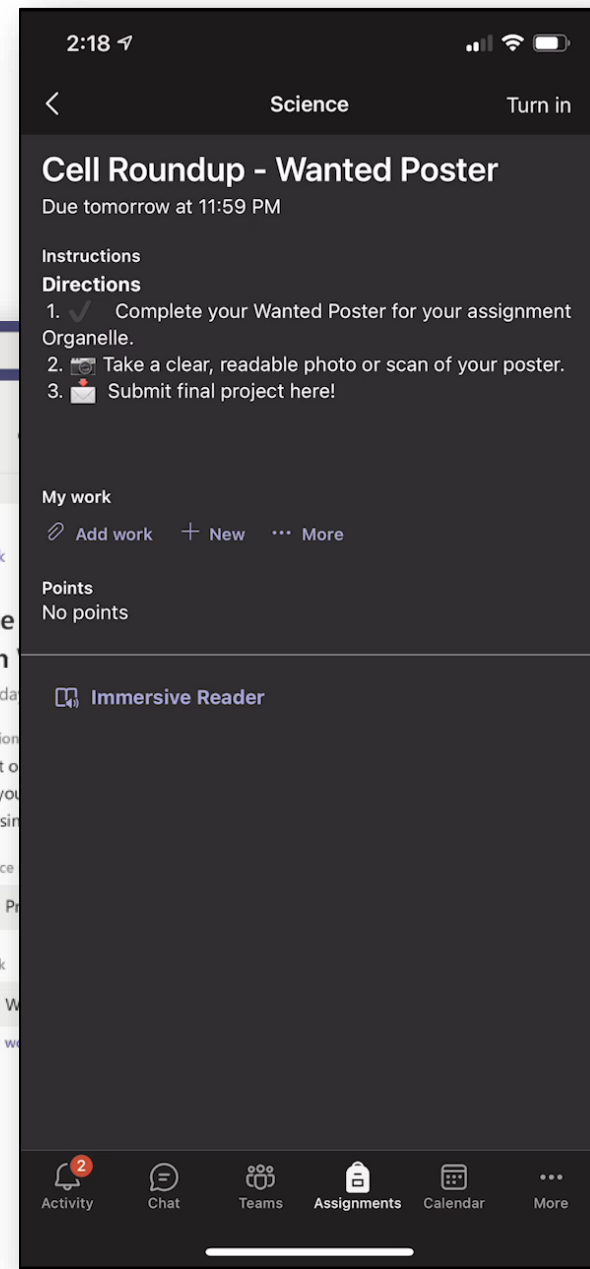 2:18
Science
Turn in
Cell Roundup - Wanted Poster
Due tomorrow at 11:59 PM
Instructions
Directions
1. ✓ Complete your Wanted Poster for your assignment
Organelle.
2. 📷 Take a clear, readable photo or scan of your poster.
3. 📩 Submit final project here!
My work
Add work + New ··· More
Points
No points
Immersive Reader
2
Activity Chat Teams Assignments Calendar More